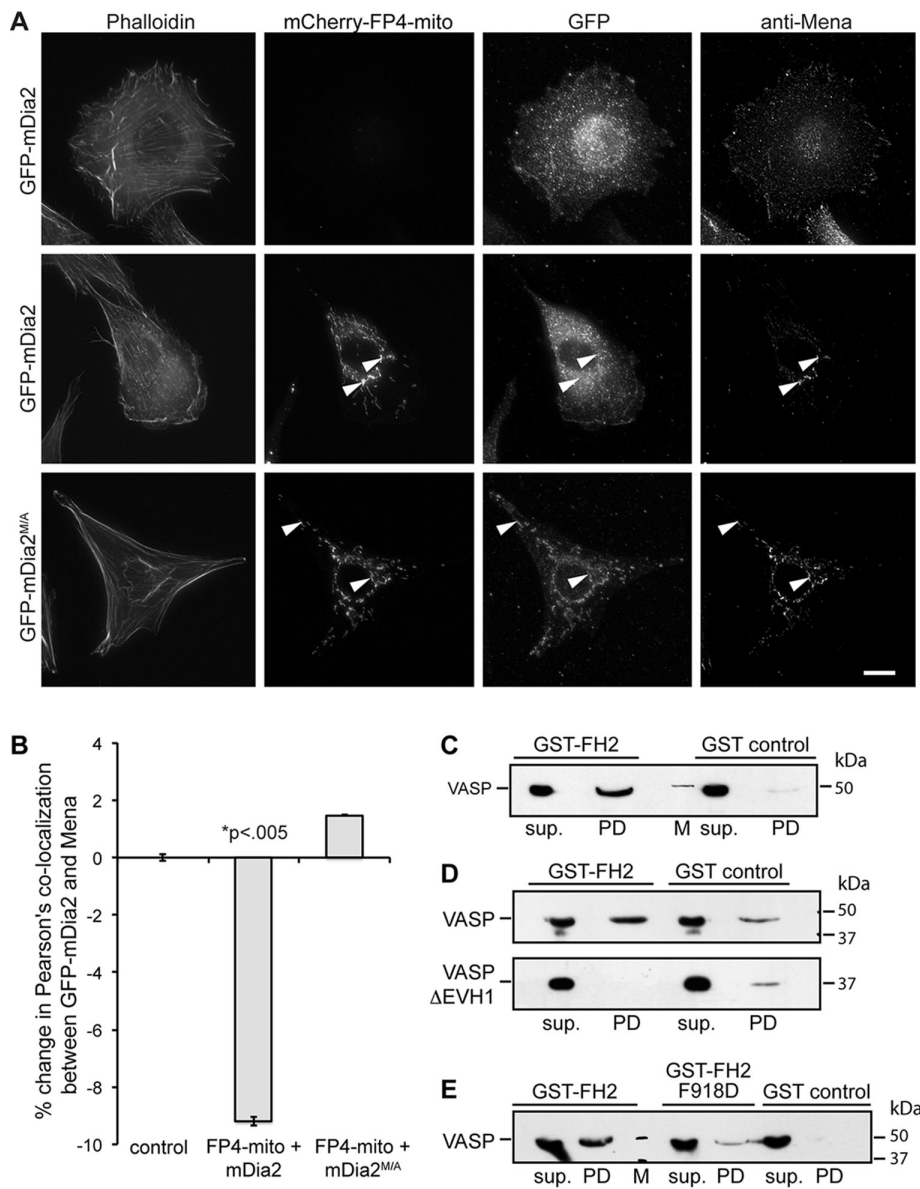 A
Phalloidin mCherry-FP4-mito GFP anti-Mena
GFP-mDia2
GFP-mDia2
GFP-mDia2M/A
B
% change in Pearson's co-localization
between GFP-mDia2 and Mena
4
2
0
-2
-4
-6
-8
-10
*p<.005
control
FP4-mito +
mDia2
FP4-mito +
mDia2M/A
C
GST-FH2 GST control
kDa
VASP 50
sup. PD M sup. PD
D
GST-FH2 GST control
kDa
VASP 50
37
VASP
ΔEVH1 37
sup. PD sup. PD
E
GST-FH2 GST-FH2
F918D GST control
kDa
VASP 50
37
sup. PD M sup. PD sup. PD